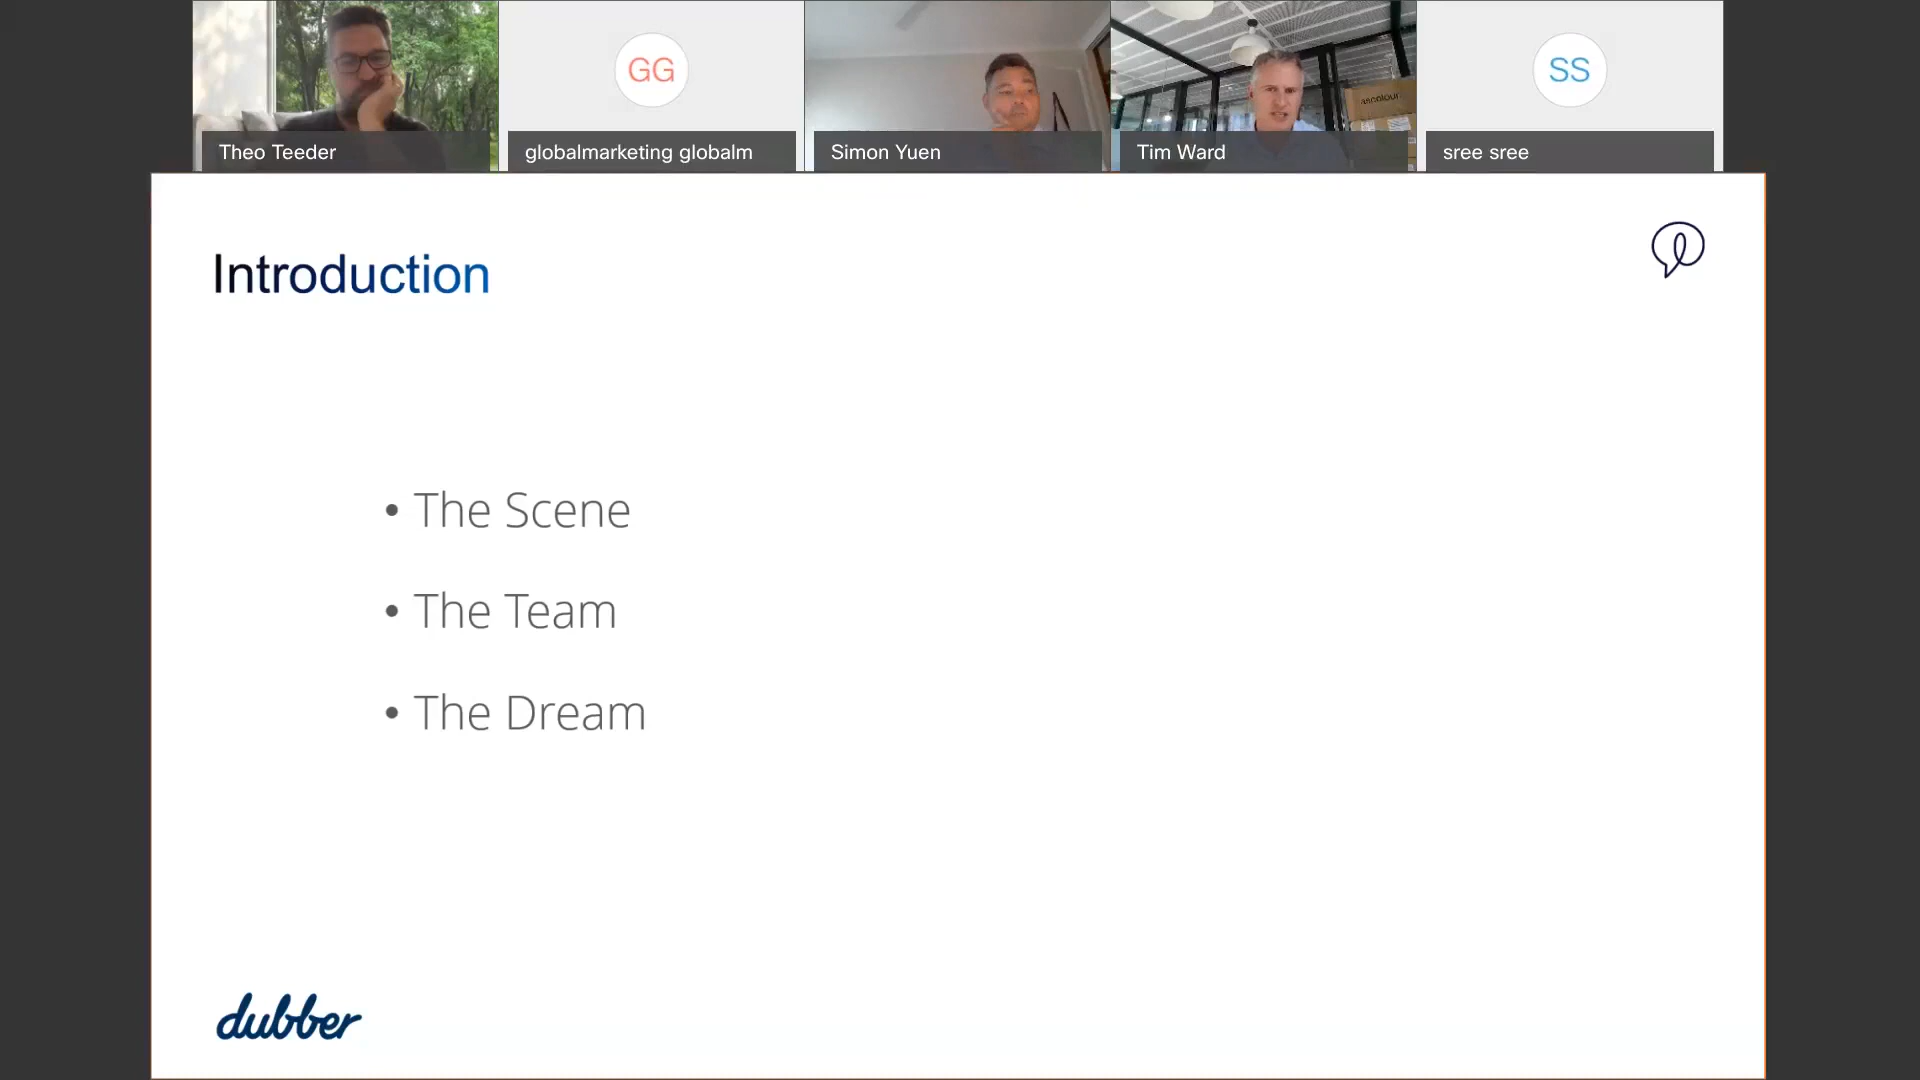 GG
SS
ascolour
Theo Teeder
globalmarketing globalm
Simon Yuen
Tim Ward
sree sree
Introduction
• The Scene
• The Team
• The Dream
dubber